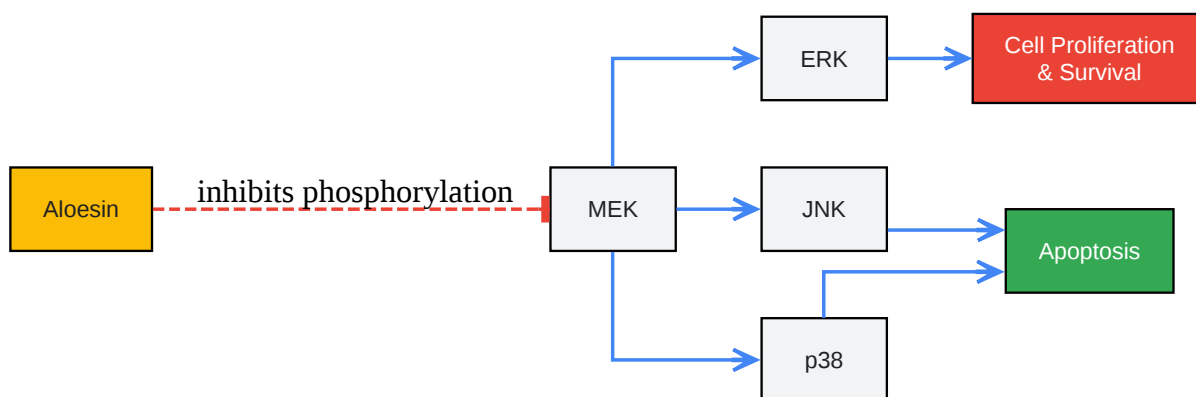 ERK
Cell Proliferation
& Survival
Aloesin
inhibits phosphorylation
MEK
JNK
Apoptosis
p38